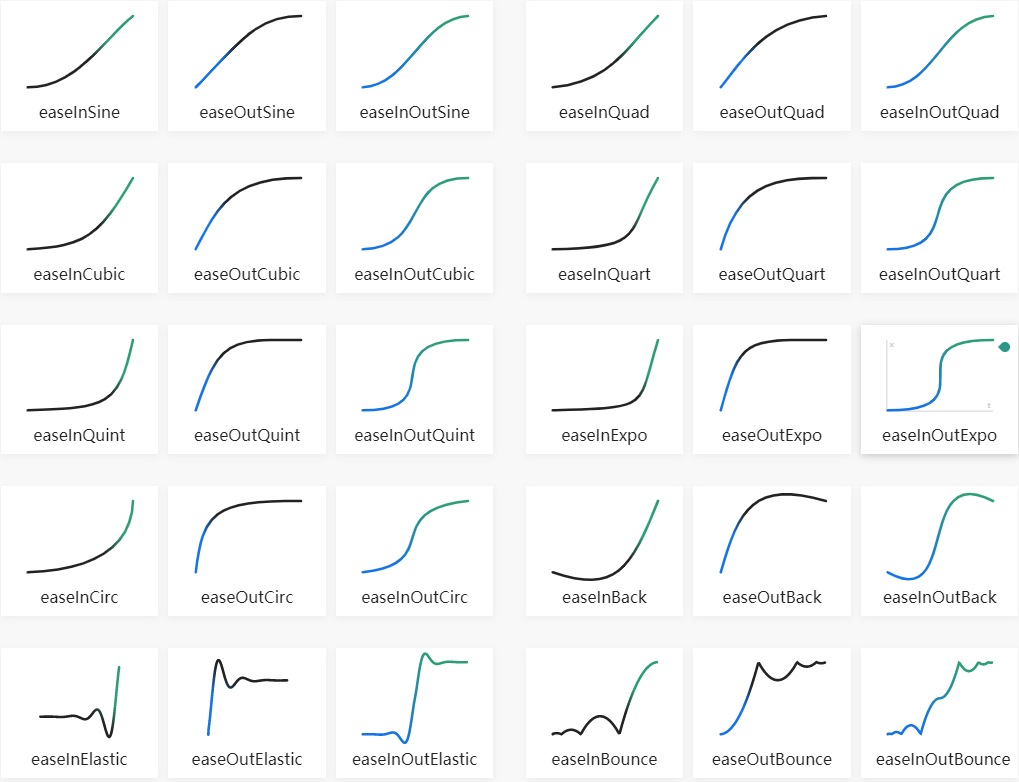 easeInSine
easeOutSine
easeInOutSine
easeInQuad
easeOutQuad
easeInOutQuad
easeInCubic
easeOutCubic
easeInOutCubic
easeInQuart
easeOutQuart
easeInOutQuart
easeInQuint
easeOutQuint
easeInOutQuint
easeInExpo
easeOutExpo
x
t
easeInOutExpo
easeInCirc
easeOutCirc
easeInOutCirc
easeInBack
easeOutBack
easeInOutBack
easeInElastic
easeOutElastic
easeInOutElastic
easeInBounce
easeOutBounce
easeInOutBounce